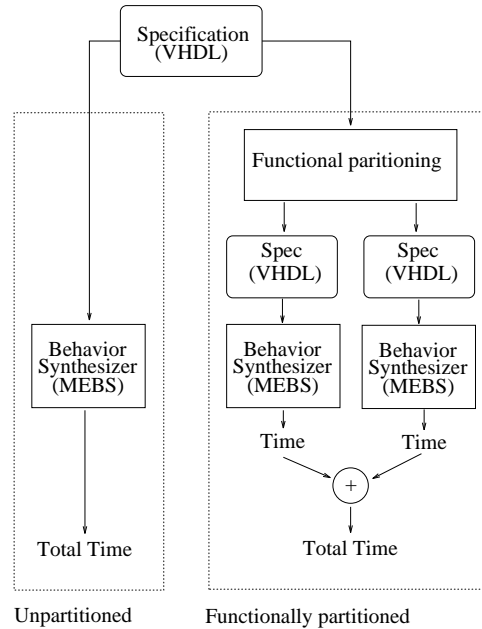 Specification
(VHDL)
Functional paritioning
Spec
(VHDL)
Spec
(VHDL)
Behavior
Synthesizer
(MEBS)
Behavior
Synthesizer
(MEBS)
Behavior
Synthesizer
(MEBS)
Time
Time
+
Total Time
Total Time
Unpartitioned
Functionally partitioned